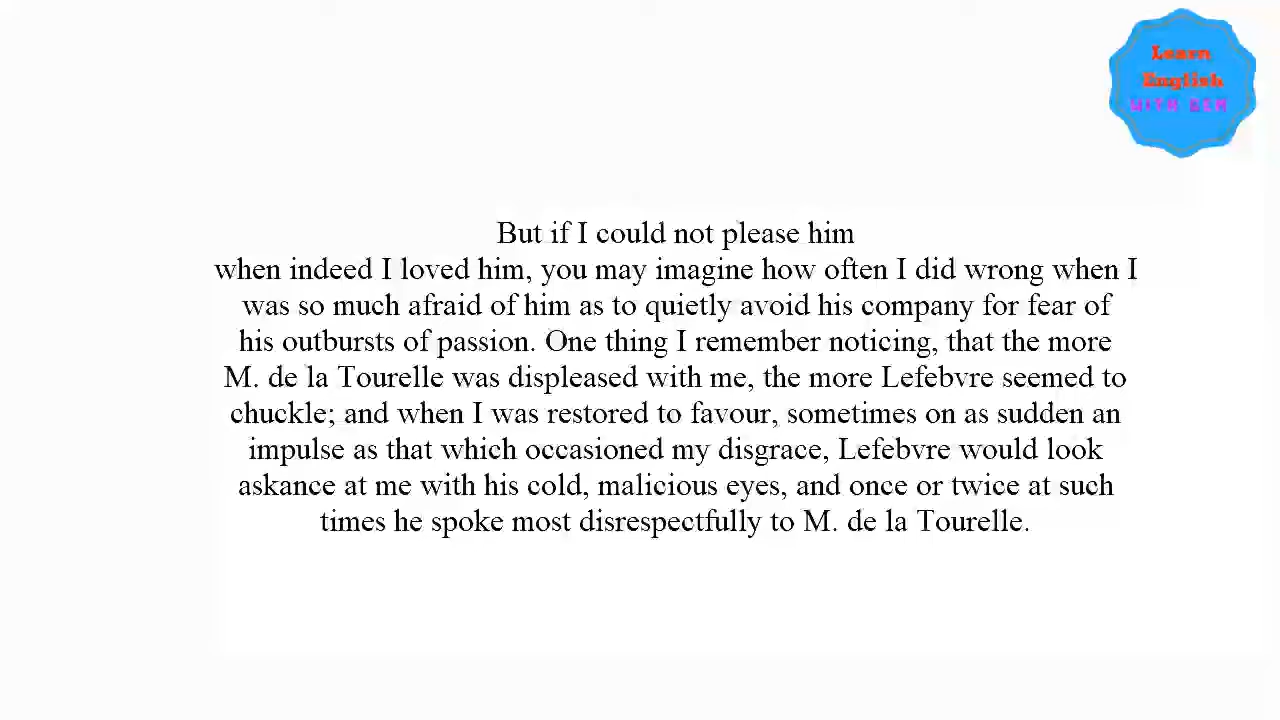 Learn
English
WITH BEN
But if I could not please him
when indeed I loved him, you may imagine how often I did wrong when I
was so much afraid of him as to quietly avoid his company for fear of
his outbursts of passion. One thing I remember noticing, that the more
M. de la Tourelle was displeased with me, the more Lefebvre seemed to
chuckle; and when I was restored to favour, sometimes on as sudden an
impulse as that which occasioned my disgrace, Lefebvre would look
askance at me with his cold, malicious eyes, and once or twice at such
times he spoke most disrespectfully to M. de la Tourelle.